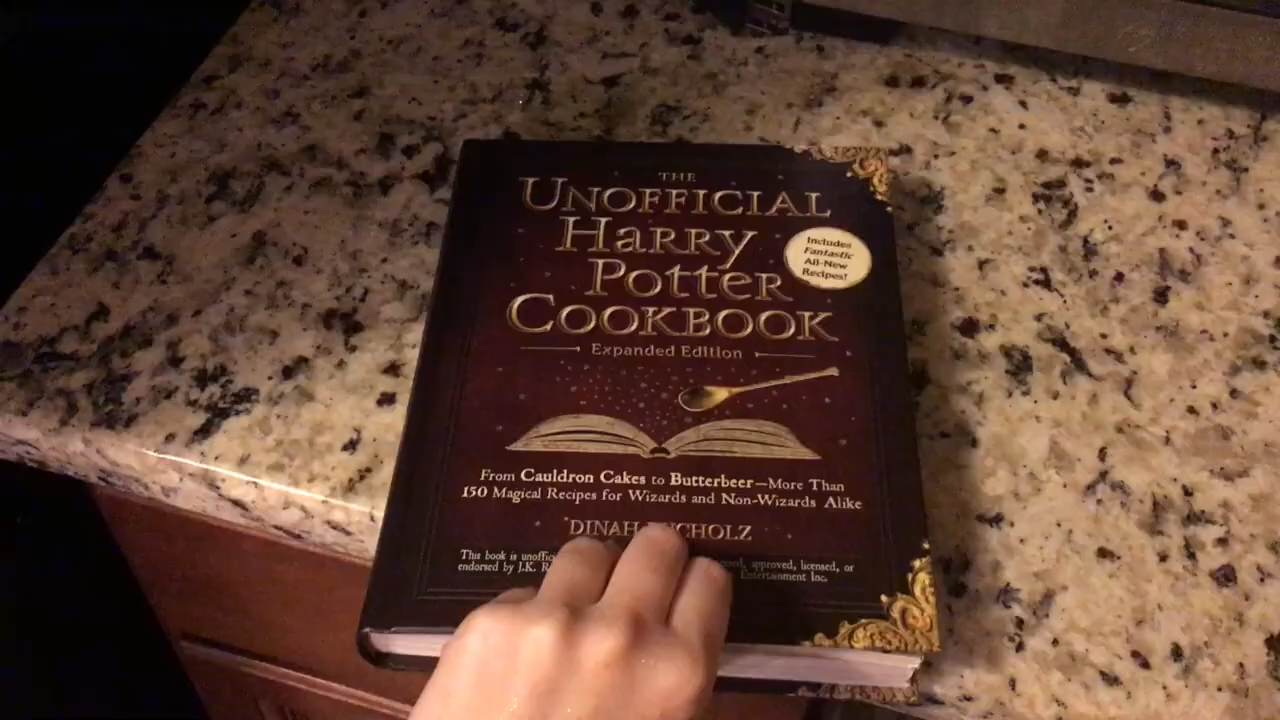 THE
UNOFFICIAL
HARRY
POTTER
COOKBOOK
Includes
Fantastic
All-New
Recipes!
Expanded Edition
From Cauldron Cakes to Butterbeer—More Than
150 Magical Recipes for Wizards and Non-Wizards Alike
DINAH
This book is approved, licensed, or
endorsed by J.K. Entertainment Inc.